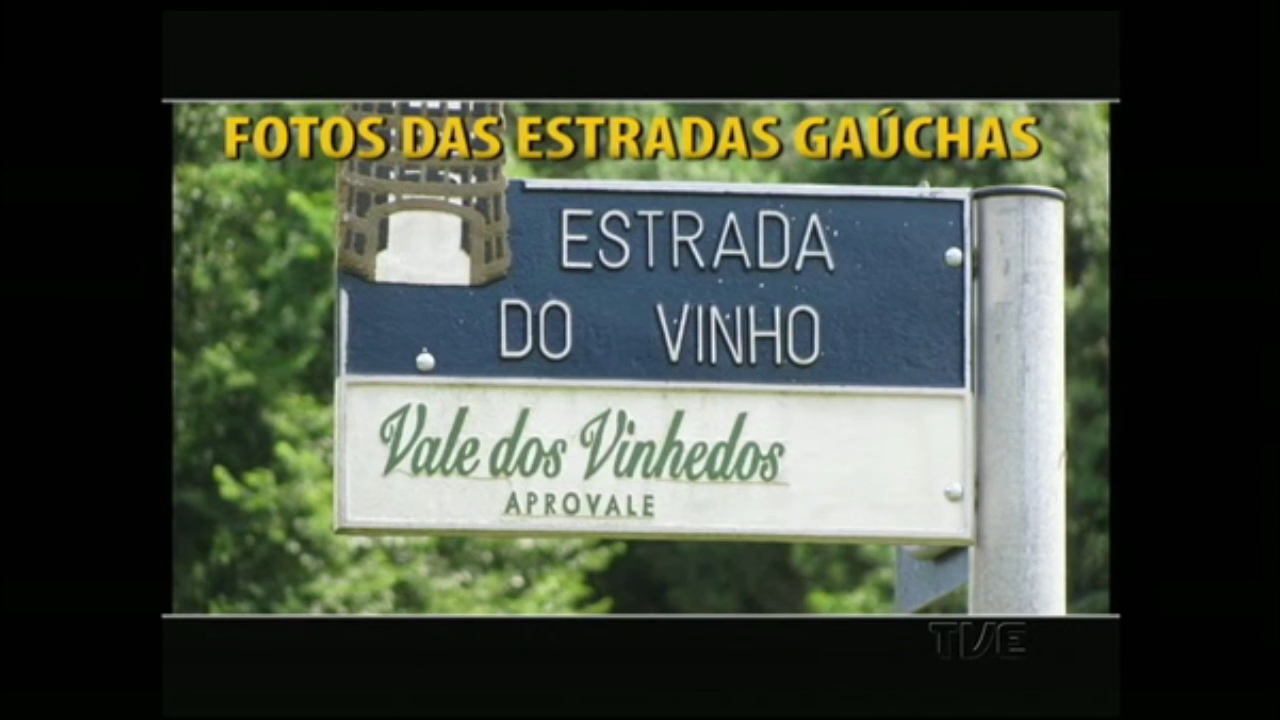 FOTOS DAS ESTRADAS GAÚCHAS
ESTRADA
DO VINHO
Vale dos Vinhedos
APROVALE
TVE